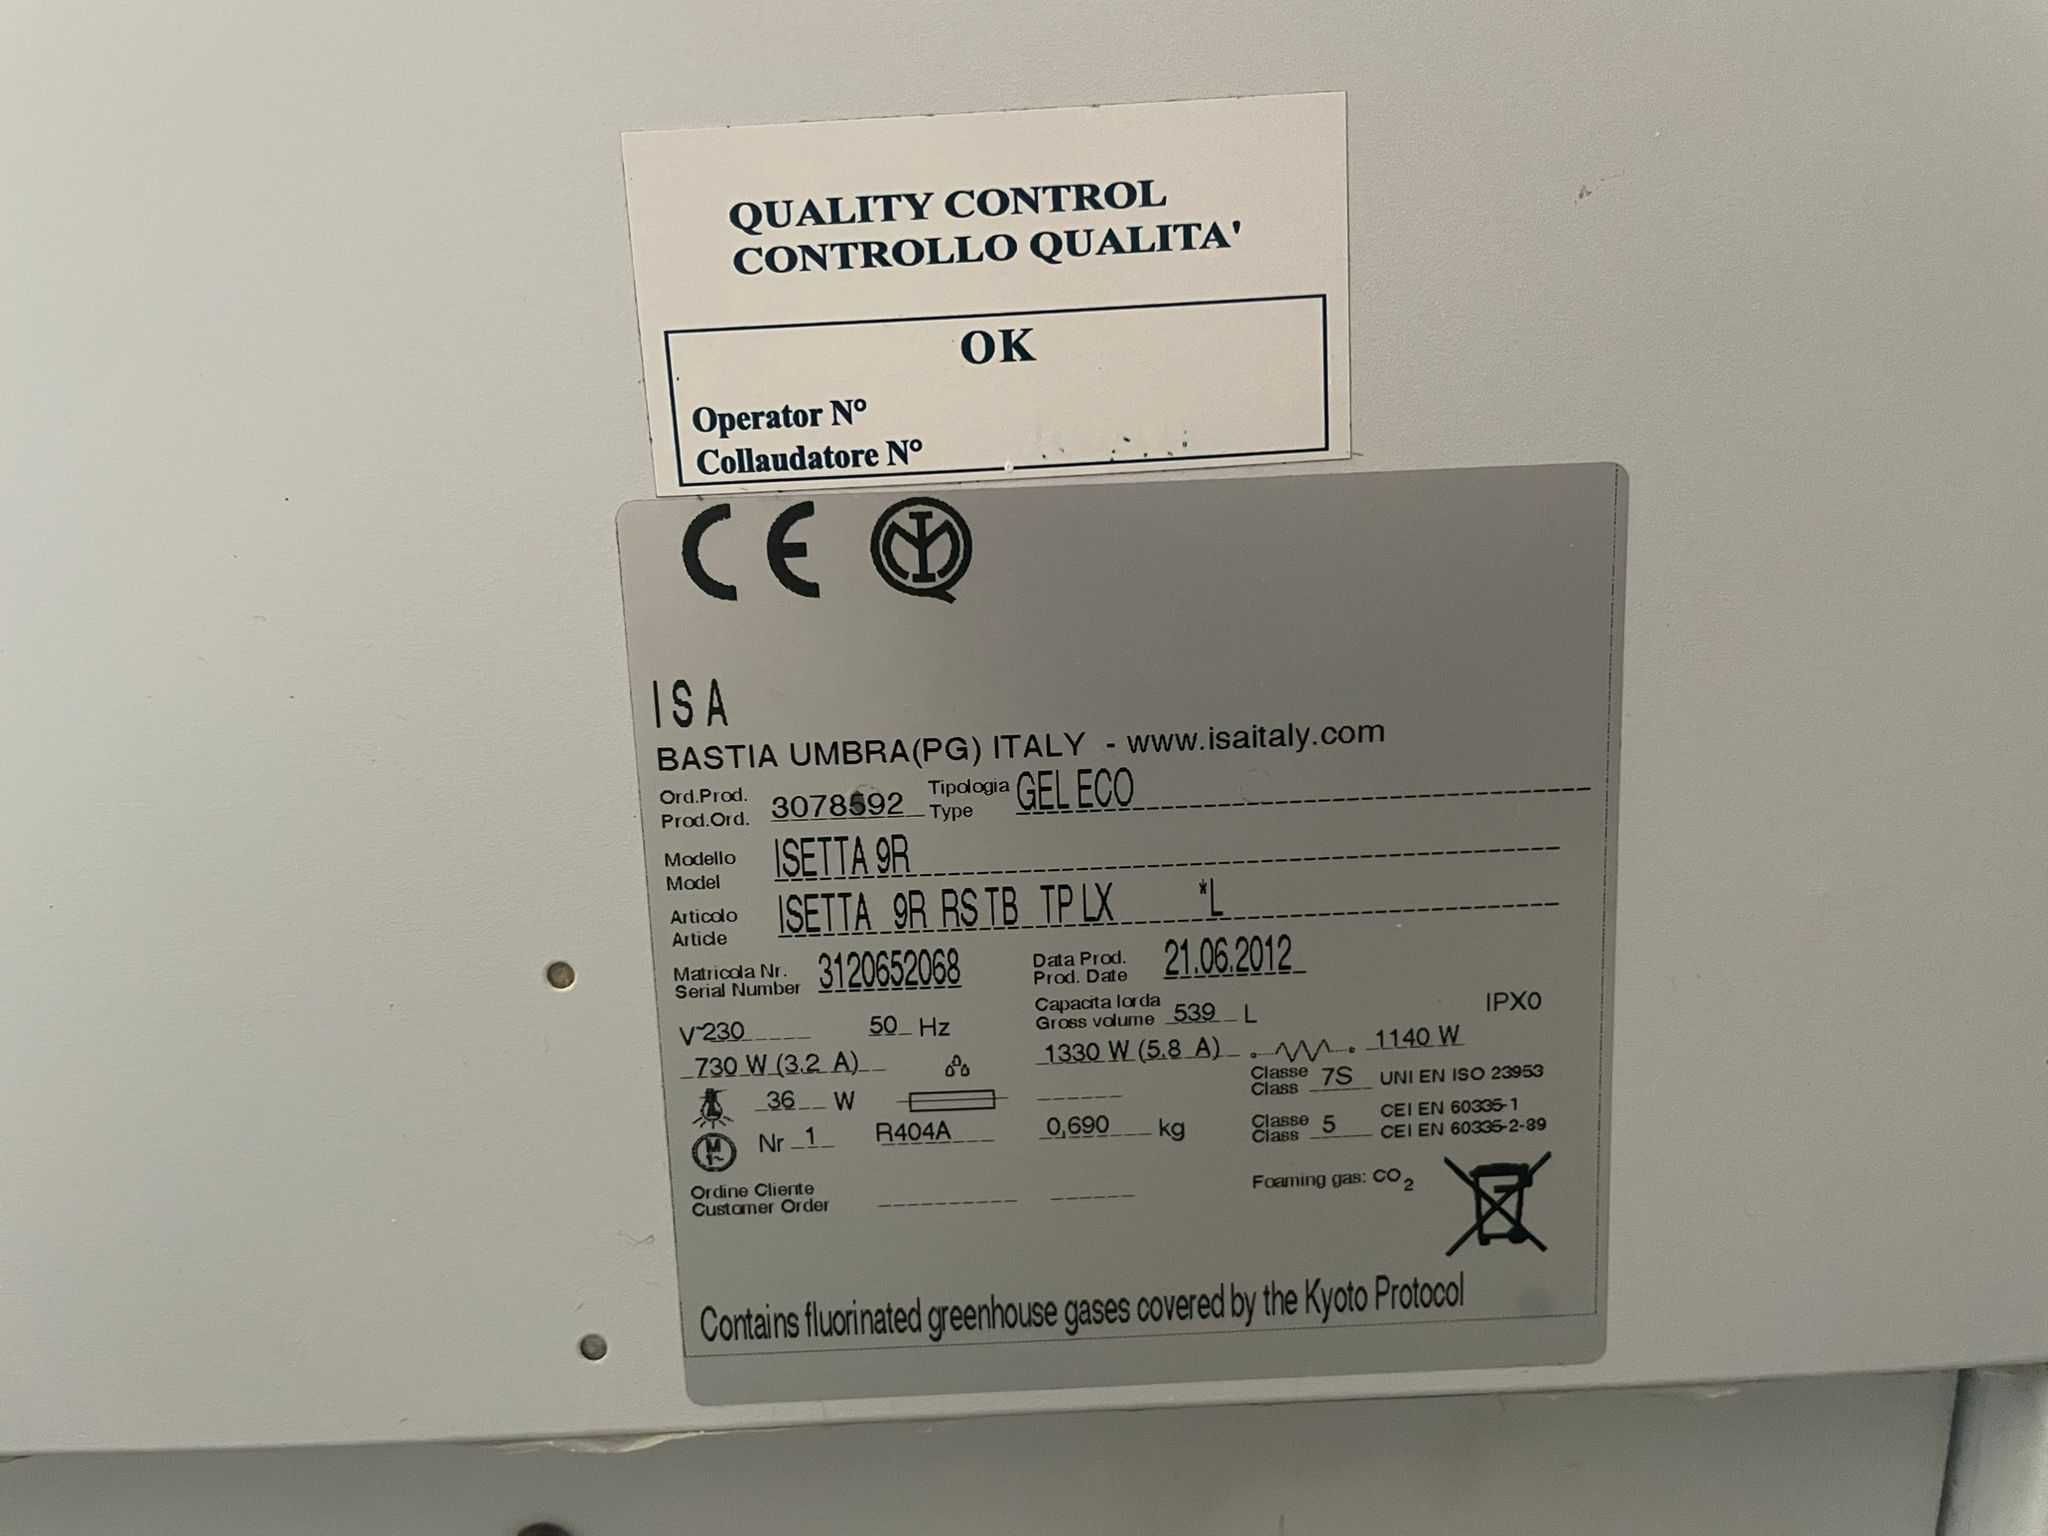 QUALITY CONTROL
CONTROLLO QUALITA'
OK
Operator N°
Collaudatore N°
CE IMQ
ISA
BASTIA UMBRA(PG) ITALY - www.isaitaly.com
Ord.Prod. Prod.Ord. 3078592 Tipologia Type GEL ECO
Modello Model ISETTA 9R
Articolo Article ISETTA 9R RS TB TP LX *L
Matricola Nr. Serial Number 3120652068 Data Prod. Prod. Date 21.06.2012
V~230 50 Hz Capacita lorda Gross volume 539 L IPX0
730 W (3.2 A) 1330 W (5.8 A) 1140 W
36 W Classe Class 7S UNI EN ISO 23953
Nr 1 R404A 0,690 kg Classe Class 5 CEI EN 60335-1 CEI EN 60335-2-89
Ordine Cliente Customer Order Foaming gas: CO2
Contains fluorinated greenhouse gases covered by the Kyoto Protocol